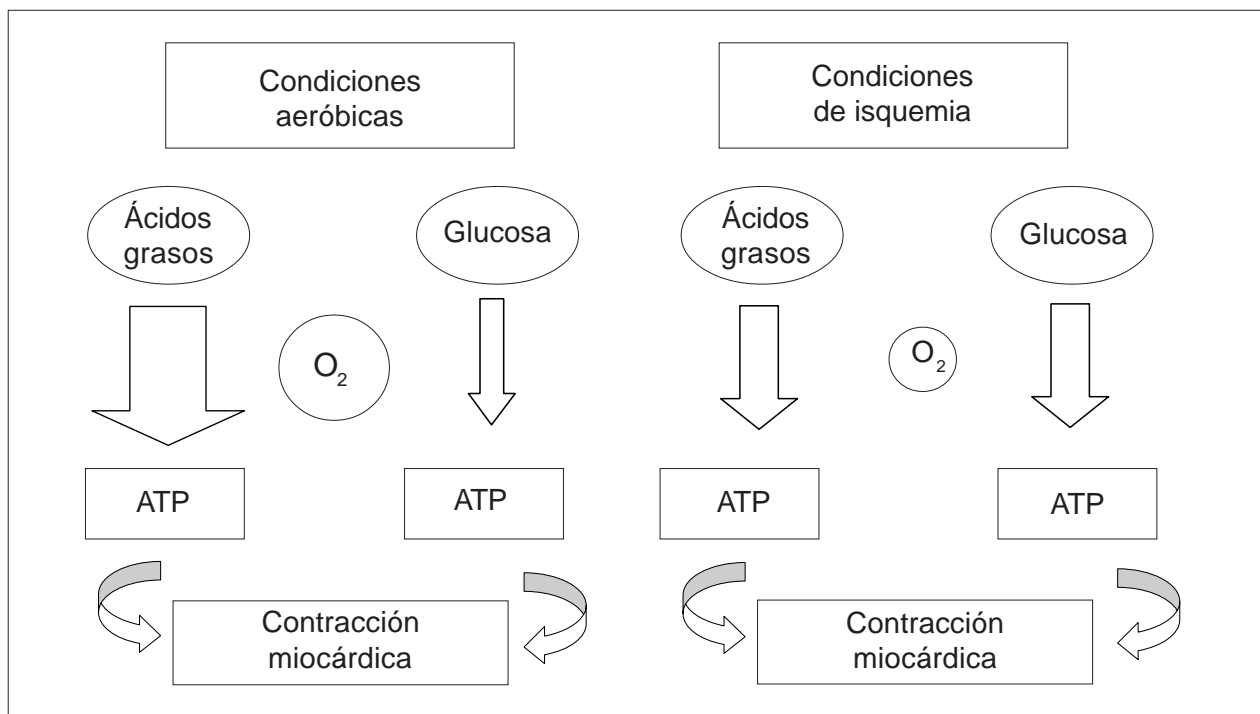 Condiciones
aeróbicas
Condiciones
de isquemia
Ácidos
grasos
Glucosa
Ácidos
grasos
Glucosa
O2
O2
ATP
ATP
ATP
ATP
Contracción
miocárdica
Contracción
miocárdica